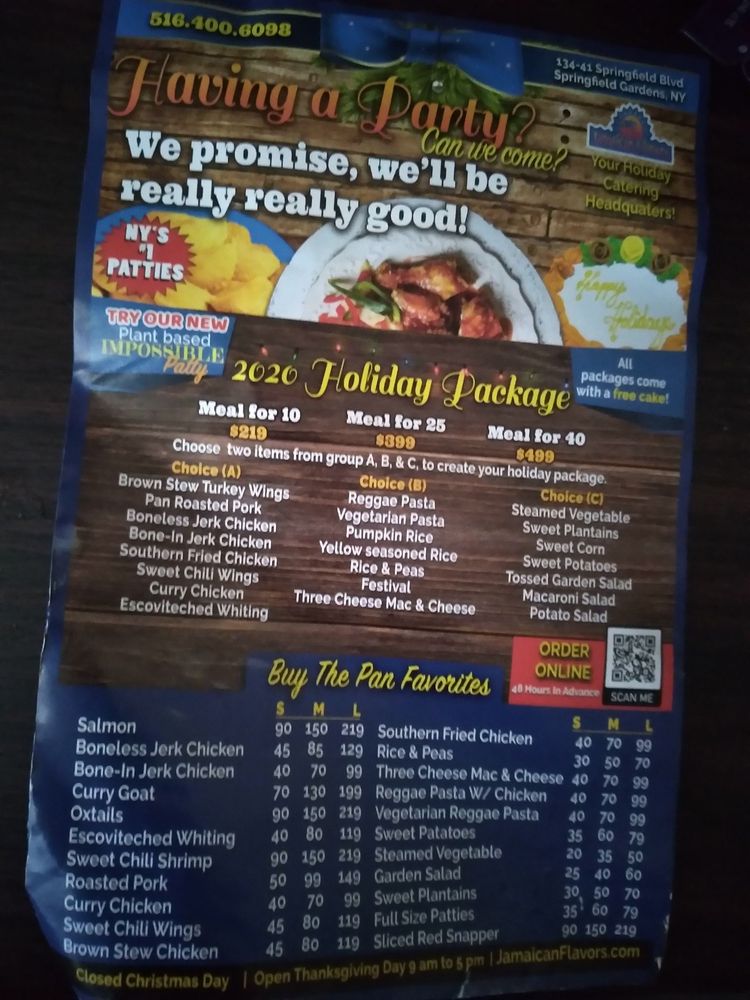 516.400.6098
134-41 Springfield Blvd
Springfield Gardens, NY
Having a Party?
Can we come?
We promise, we'll be
really really good!
Your Holiday
Catering
Headquaters!
NY'S
#1
PATTIES
Happy
Holidays
TRY OUR NEW
Plant based
IMPOSSIBLE
Patty
All
packages come
with a free cake!
2020 Holiday Package
Meal for 10 Meal for 25 Meal for 40
$219 $399 $499
Choose two items from group A, B, & C, to create your holiday package.
Choice (A)
Brown Stew Turkey Wings
Pan Roasted Pork
Boneless Jerk Chicken
Bone-In Jerk Chicken
Southern Fried Chicken
Sweet Chili Wings
Curry Chicken
Escoviteched Whiting
Choice (B)
Reggae Pasta
Vegetarian Pasta
Pumpkin Rice
Yellow seasoned Rice
Rice & Peas
Festival
Three Cheese Mac & Cheese
Choice (C)
Steamed Vegetable
Sweet Plantains
Sweet Corn
Sweet Potatoes
Tossed Garden Salad
Macaroni Salad
Potato Salad
ORDER
ONLINE
48 Hours In Advance
SCAN ME
Buy The Pan Favorites
S M L
Salmon 90 150 219
Boneless Jerk Chicken 45 85 129
Bone-In Jerk Chicken 40 70 99
Curry Goat 70 130 199
Oxtails 90 150 219
Escoviteched Whiting 40 80 119
Sweet Chili Shrimp 90 150 219
Roasted Pork 50 99 149
Curry Chicken 40 70 99
Sweet Chili Wings 45 80 119
Brown Stew Chicken 45 80 119
S M L
Southern Fried Chicken 40 70 99
Rice & Peas 30 50 70
Three Cheese Mac & Cheese 40 70 99
Reggae Pasta W/ Chicken 40 70 99
Vegetarian Reggae Pasta 40 70 99
Sweet Patatoes 35 60 79
Steamed Vegetable 20 35 50
Garden Salad 25 40 60
Sweet Plantains 30 50 70
Full Size Patties 35 60 79
Sliced Red Snapper 90 150 219
Closed Christmas Day | Open Thanksgiving Day 9 am to 5 pm | JamaicanFlavors.com